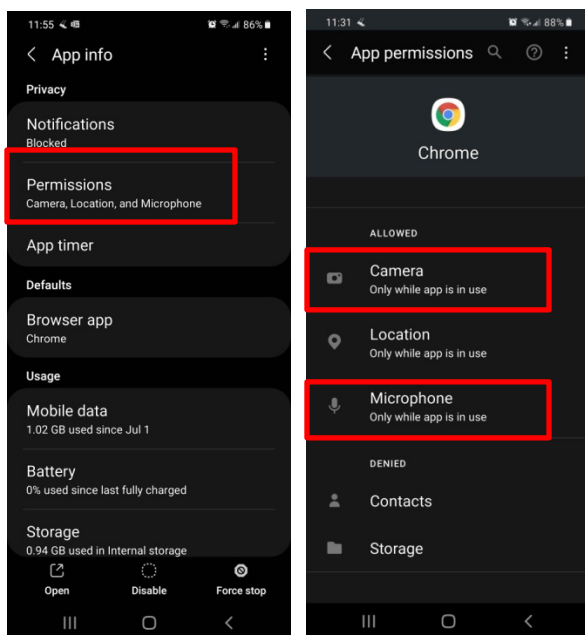 11:55 86%
App info
Privacy
Notifications
Blocked
Permissions
Camera, Location, and Microphone
App timer
Defaults
Browser app
Chrome
Usage
Mobile data
1.02 GB used since Jul 1
Battery
0% used since last fully charged
Storage
0.94 GB used in Internal storage
Open Disable Force stop
11:31 88%
App permissions
Chrome
ALLOWED
Camera
Only while app is in use
Location
Only while app is in use
Microphone
Only while app is in use
DENIED
Contacts
Storage